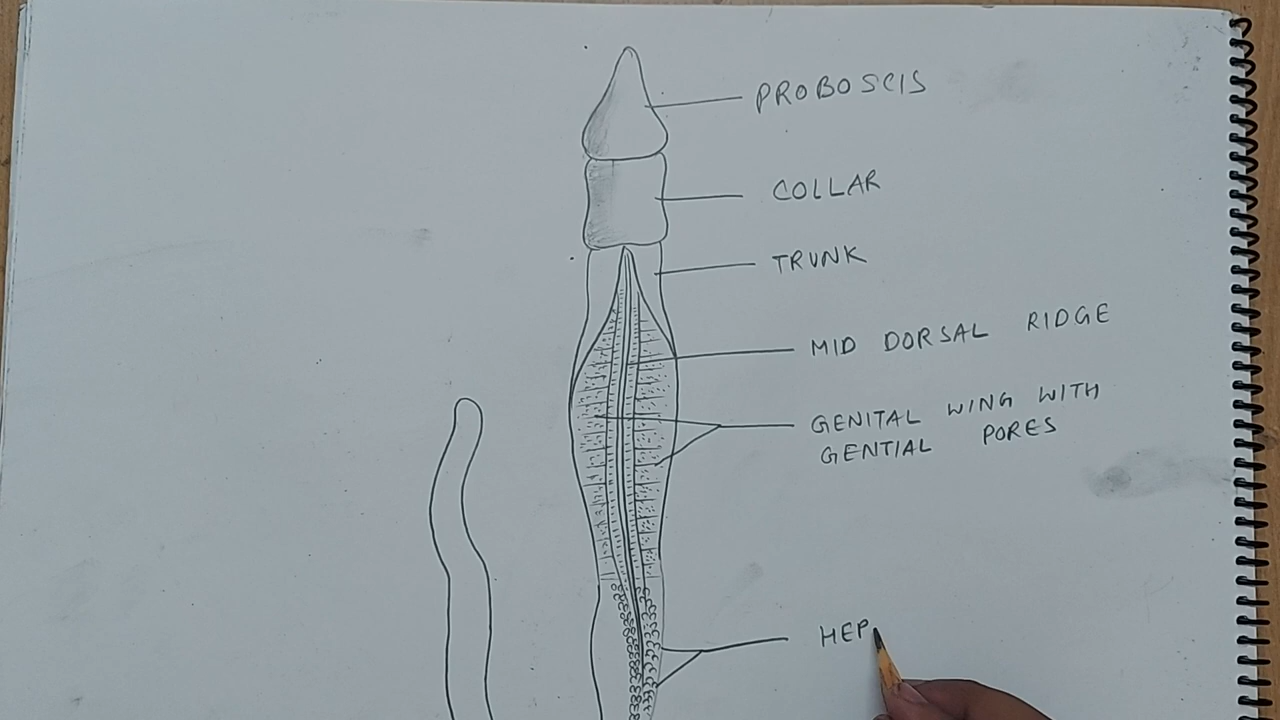 PROBOSCIS
COLLAR
TRUNK
MID DORSAL RIDGE
GENITAL WING WITH
GENTIAL PORES
HEP